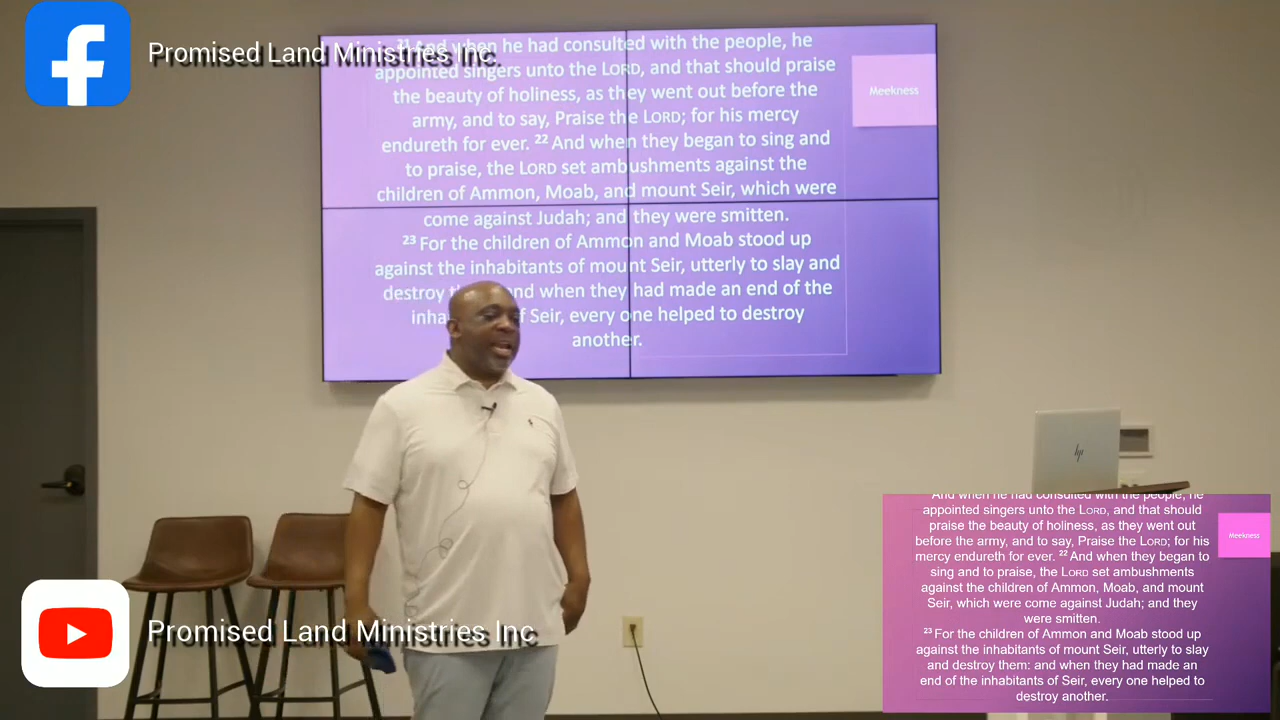 Promised Land Ministries Inc.
21 And when he had consulted with the people, he
appointed singers unto the LORD, and that should praise
the beauty of holiness, as they went out before the
army, and to say, Praise the LORD; for his mercy
endureth for ever. 22 And when they began to sing and
to praise, the LORD set ambushments against the
children of Ammon, Moab, and mount Seir, which were
come against Judah; and they were smitten.
23 For the children of Ammon and Moab stood up
against the inhabitants of mount Seir, utterly to slay and
destroy and when they had made an end of the
of Seir, every one helped to destroy
another.
Meekness
hp
And when he had consulted with the people, he
appointed singers unto the LORD, and that should
praise the beauty of holiness, as they went out
before the army, and to say, Praise the LORD; for his
mercy endureth for ever. 22 And when they began to
sing and to praise, the LORD set ambushments
against the children of Ammon, Moab, and mount
Seir, which were come against Judah; and they
were smitten.
23 For the children of Ammon and Moab stood up
against the inhabitants of mount Seir, utterly to slay
and destroy them: and when they had made an
end of the inhabitants of Seir, every one helped to
destroy another.
Meekness
Promised Land Ministries Inc